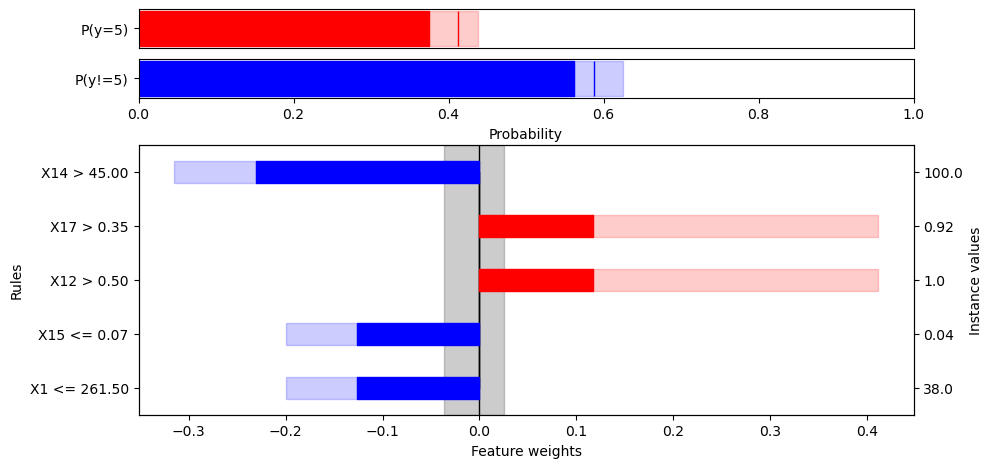 P(y=5)
P(y!=5)
0.0 0.2 0.4 0.6 0.8 1.0
Probability
X14 > 45.00 100.0
X17 > 0.35 0.92
X12 > 0.50 1.0
X15 <= 0.07 0.04
X1 <= 261.50 38.0
Rules
Instance values
−0.3 −0.2 −0.1 0.0 0.1 0.2 0.3 0.4
Feature weights